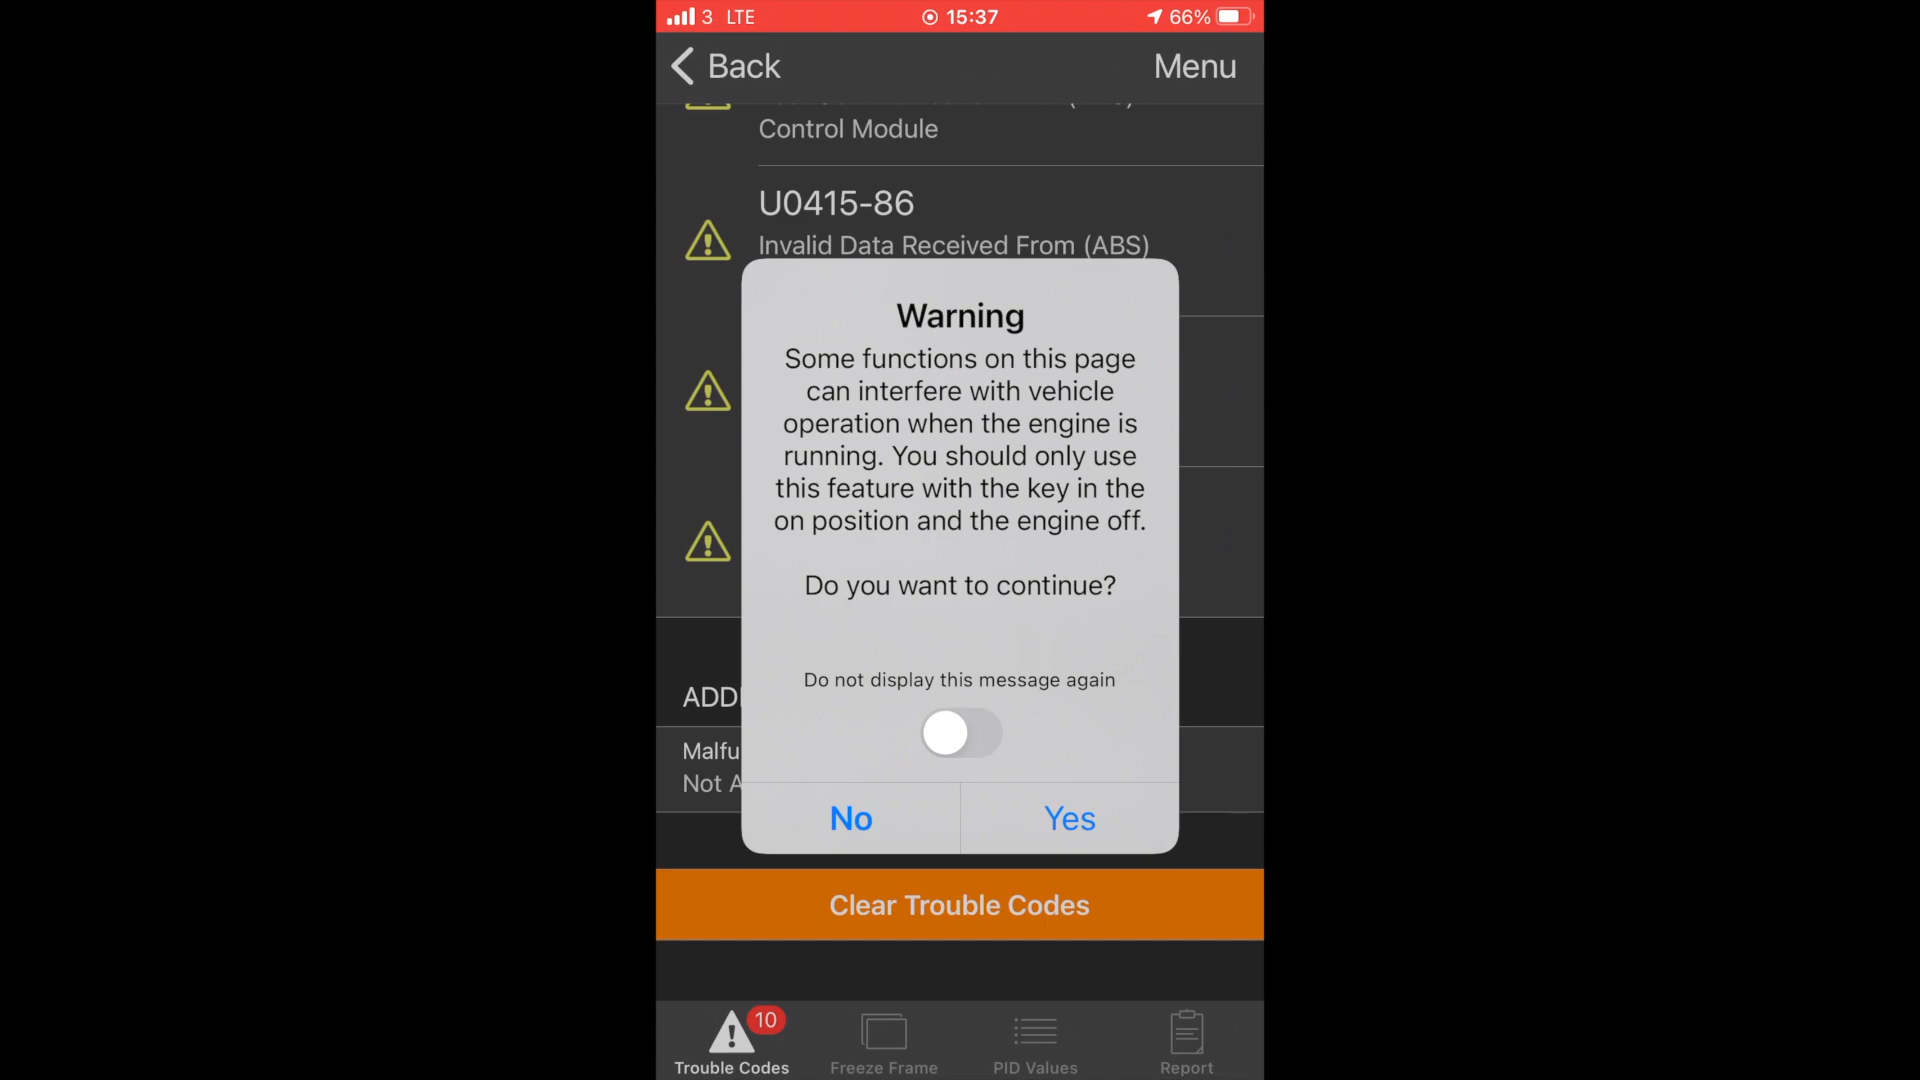 3 LTE 15:37 66%
Back Menu
Control Module
U0415-86
Invalid Data Received From (ABS)
Warning
Some functions on this page
can interfere with vehicle
operation when the engine is
running. You should only use
this feature with the key in the
on position and the engine off.
Do you want to continue?
Do not display this message again
ADD
Malfu
Not A
No Yes
Clear Trouble Codes
10
Trouble Codes Freeze Frame PID Values Report